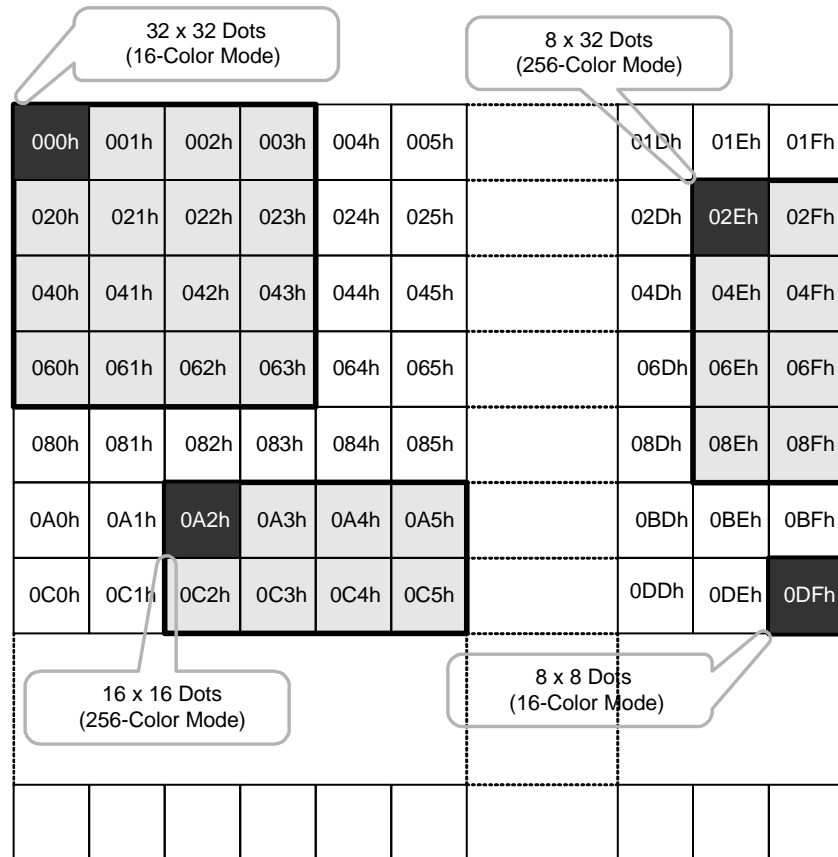 32 x 32 Dots
(16-Color Mode)
8 x 32 Dots
(256-Color Mode)
000h 001h 002h 003h 004h 005h 01Dh 01Eh 01Fh
020h 021h 022h 023h 024h 025h 02Dh 02Eh 02Fh
040h 041h 042h 043h 044h 045h 04Dh 04Eh 04Fh
060h 061h 062h 063h 064h 065h 06Dh 06Eh 06Fh
080h 081h 082h 083h 084h 085h 08Dh 08Eh 08Fh
0A0h 0A1h 0A2h 0A3h 0A4h 0A5h 0BDh 0BEh 0BFh
0C0h 0C1h 0C2h 0C3h 0C4h 0C5h 0DDh 0DEh 0DFh
16 x 16 Dots
(256-Color Mode)
8 x 8 Dots
(16-Color Mode)